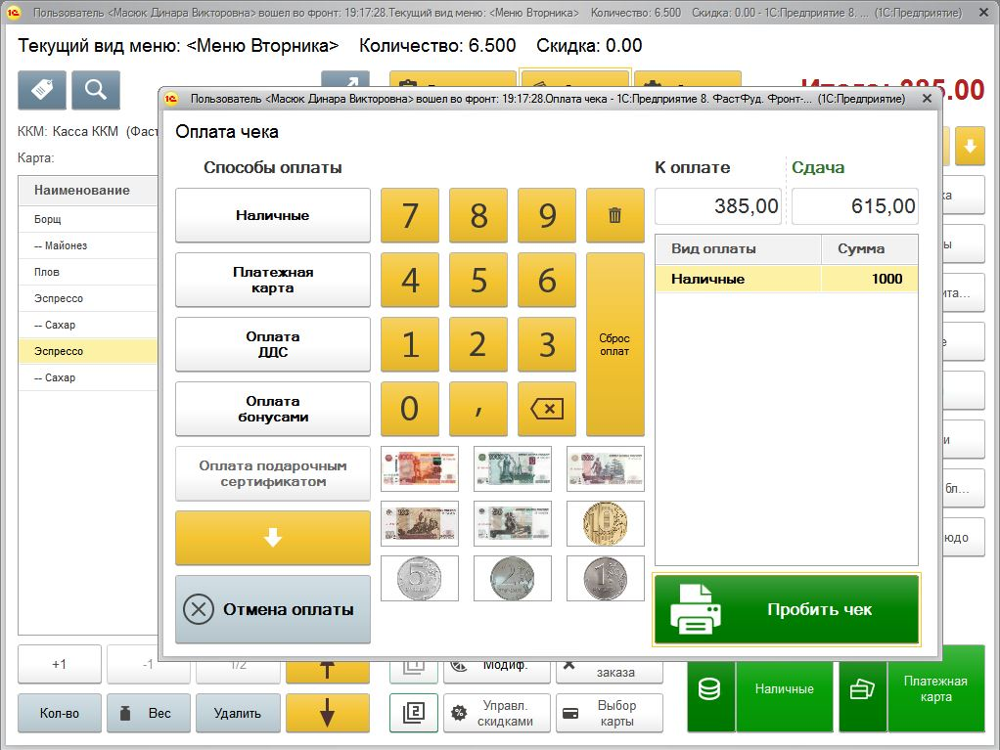 Пользователь <Масюк Динара Викторовна> вошел во фронт: 19:17:28.Текущий вид меню: <Меню Вторника> Количество: 6.500 Скидка: 0.00 - 1С:Предприятие 8. ... (1С:Предприятие)
Текущий вид меню: <Меню Вторника> Количество: 6.500 Скидка: 0.00
Пользователь <Масюк Динара Викторовна> вошел во фронт: 19:17:28.Оплата чека - 1С:Предприятие 8. ФастФуд. Фронт-... (1С:Предприятие)
ККМ: Касса ККМ (Фаст
Карта:
Наименование
Борщ
-- Майонез
Плов
Эспрессо
-- Сахар
Эспрессо
-- Сахар
Оплата чека
Способы оплаты
Наличные
Платежная
карта
Оплата
ДДС
Оплата
бонусами
Оплата подарочным
сертификатом
Отмена оплаты
7 8 9
4 5 6
1 2 3
0 ,
Сброс
оплат
К оплате Сдача
385,00 615,00
Вид оплаты Сумма
Наличные 1000
Пробить чек
+1 -1 1/2
Модиф.
заказа
Кол-во Вес Удалить
2
Управл.
скидками
Выбор
карты
Наличные
Платежная
карта